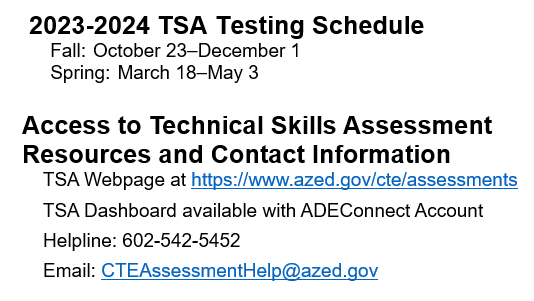 2023-2024 TSA Testing Schedule
Fall: October 23–December 1
Spring: March 18–May 3
Access to Technical Skills Assessment
Resources and Contact Information
TSA Webpage at https://www.azed.gov/cte/assessments
TSA Dashboard available with ADEConnect Account
Helpline: 602-542-5452
Email: CTEAssessmentHelp@azed.gov